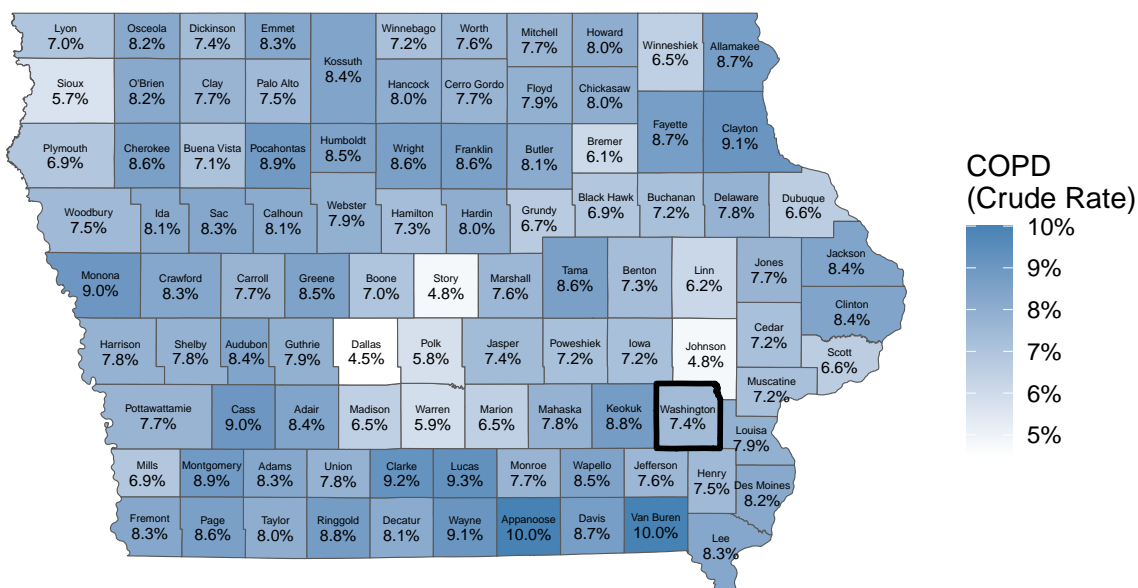 Lyon
7.0%
Osceola
8.2%
Dickinson
7.4%
Emmet
8.3%
Kossuth
8.4%
Winnebago
7.2%
Worth
7.6%
Mitchell
7.7%
Howard
8.0%
Winneshiek
6.5%
Allamakee
8.7%
Sioux
5.7%
O'Brien
8.2%
Clay
7.7%
Palo Alto
7.5%
Hancock
8.0%
Cerro Gordo
7.7%
Floyd
7.9%
Chickasaw
8.0%
Fayette
8.7%
Clayton
9.1%
Plymouth
6.9%
Cherokee
8.6%
Buena Vista
7.1%
Pocahontas
8.9%
Humboldt
8.5%
Wright
8.6%
Franklin
8.6%
Butler
8.1%
Bremer
6.1%
Woodbury
7.5%
Ida
8.1%
Sac
8.3%
Calhoun
8.1%
Webster
7.9%
Hamilton
7.3%
Hardin
8.0%
Grundy
6.7%
Black Hawk
6.9%
Buchanan
7.2%
Delaware
7.8%
Dubuque
6.6%
Monona
9.0%
Crawford
8.3%
Carroll
7.7%
Greene
8.5%
Boone
7.0%
Story
4.8%
Marshall
7.6%
Tama
8.6%
Benton
7.3%
Linn
6.2%
Jones
7.7%
Jackson
8.4%
Clinton
8.4%
Harrison
7.8%
Shelby
7.8%
Audubon
8.4%
Guthrie
7.9%
Dallas
4.5%
Polk
5.8%
Jasper
7.4%
Poweshiek
7.2%
Iowa
7.2%
Johnson
4.8%
Cedar
7.2%
Scott
6.6%
Muscatine
7.2%
Pottawattamie
7.7%
Cass
9.0%
Adair
8.4%
Madison
6.5%
Warren
5.9%
Marion
6.5%
Mahaska
7.8%
Keokuk
8.8%
Washington
7.4%
Louisa
7.9%
Mills
6.9%
Montgomery
8.9%
Adams
8.3%
Union
7.8%
Clarke
9.2%
Lucas
9.3%
Monroe
7.7%
Wapello
8.5%
Jefferson
7.6%
Henry
7.5%
Des Moines
8.2%
Fremont
8.3%
Page
8.6%
Taylor
8.0%
Ringgold
8.8%
Decatur
8.1%
Wayne
9.1%
Appanoose
10.0%
Davis
8.7%
Van Buren
10.0%
Lee
8.3%
COPD
(Crude Rate)
10%
9%
8%
7%
6%
5%